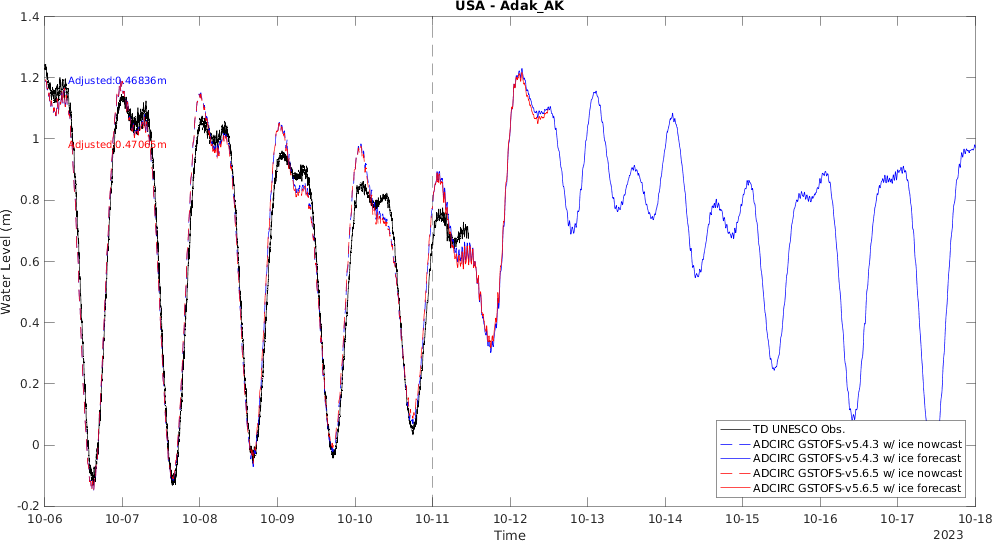 USA - Adak_AK
1.4
1.2
1
0.8
0.6
0.4
0.2
0
-0.2
Water Level (m)
Adjusted:0.46836m
Adjusted:0.47065m
TD UNESCO Obs.
ADCIRC GSTOFS-v5.4.3 w/ ice nowcast
ADCIRC GSTOFS-v5.4.3 w/ ice forecast
ADCIRC GSTOFS-v5.6.5 w/ ice nowcast
ADCIRC GSTOFS-v5.6.5 w/ ice forecast
10-06 10-07 10-08 10-09 10-10 10-11 10-12 10-13 10-14 10-15 10-16 10-17 10-18
Time
2023